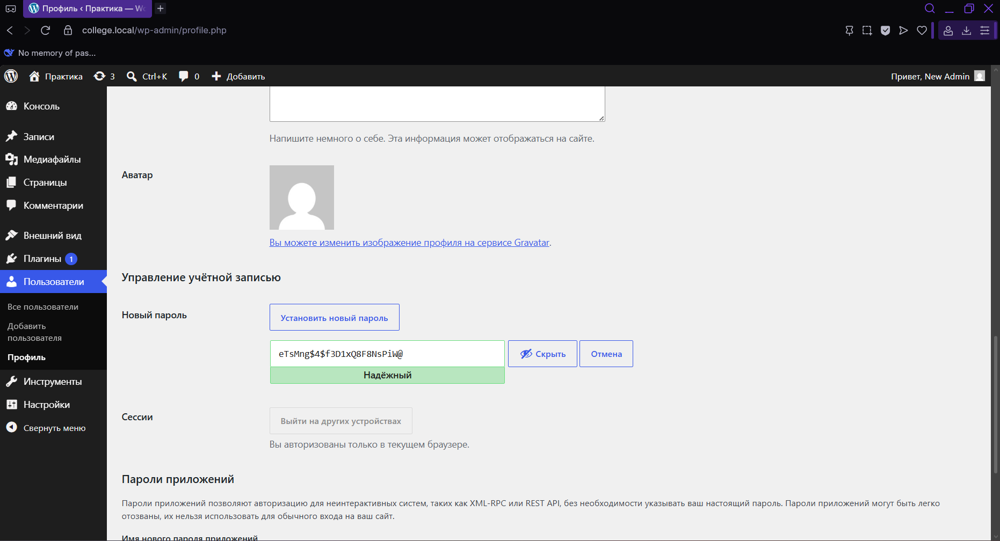 Профиль ‹ Практика — Wo
college.local/wp-admin/profile.php
No memory of pas...
Практика
3
Ctrl+K
0
Добавить
Привет, New Admin
Консоль
Записи
Медиафайлы
Страницы
Комментарии
Внешний вид
Плагины 1
Пользователи
Все пользователи
Добавить
пользователя
Профиль
Инструменты
Настройки
Свернуть меню
Напишите немного о себе. Эта информация может отображаться на сайте.
Аватар
Вы можете изменить изображение профиля на сервисе Gravatar.
Управление учётной записью
Новый пароль
Установить новый пароль
eTsMng$4$f3D1xQ8F8NsPiW@
Скрыть
Отмена
Надёжный
Сессии
Выйти на других устройствах
Вы авторизованы только в текущем браузере.
Пароли приложений
Пароли приложений позволяют авторизацию для неинтерактивных систем, таких как XML-RPC или REST API, без необходимости указывать ваш настоящий пароль. Пароли приложений могут быть легко
отозваны, их нельзя использовать для обычного входа на ваш сайт.
Имя нового пароля приложений